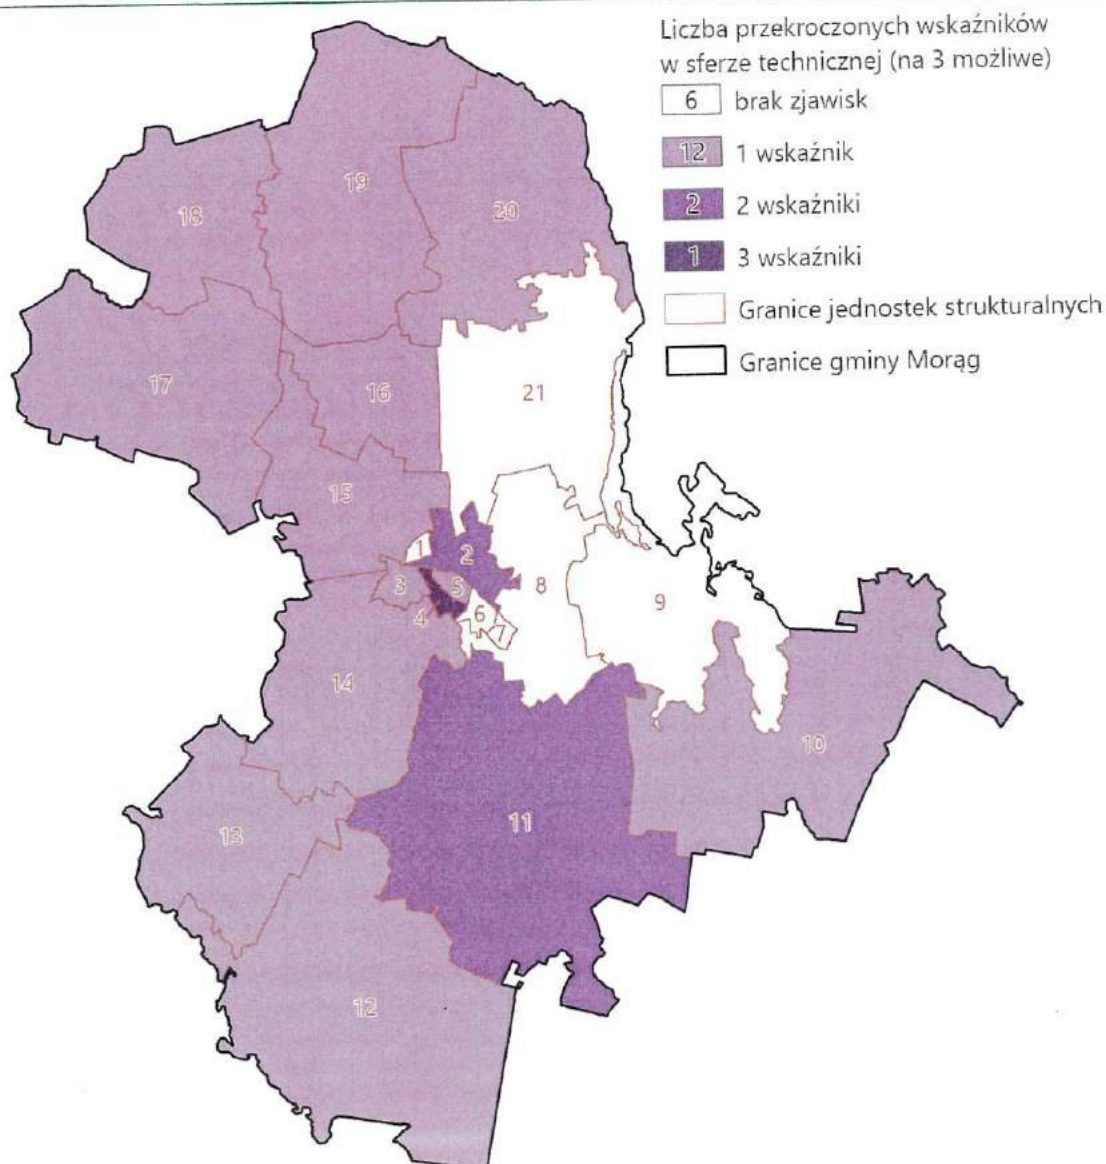 Liczba przekroczonych wskaźników
w sferze technicznej (na 3 możliwe)
6 brak zjawisk
12 1 wskaźnik
2 2 wskaźniki
1 3 wskaźniki
Granice jednostek strukturalnych
Granice gminy Morąg
19
18
20
17
16
21
15
1
2
3
5
8
9
6
4
7
14
10
11
13
12